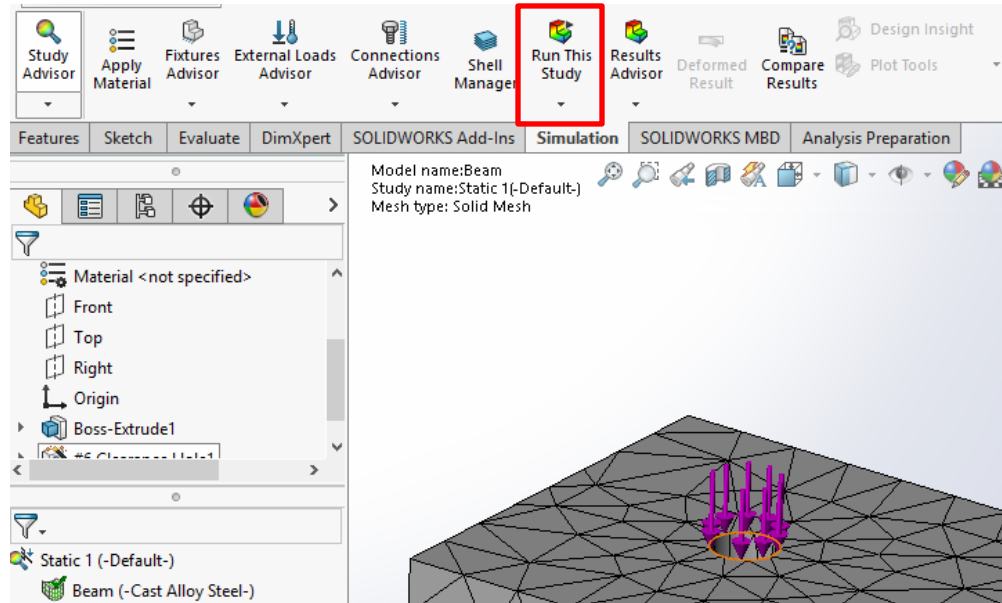 Study Advisor
Apply Material
Fixtures Advisor
External Loads Advisor
Connections Advisor
Shell Manager
Run This Study
Results Advisor
Deformed Result
Compare Results
Design Insight
Plot Tools
Features Sketch Evaluate DimXpert SOLIDWORKS Add-Ins Simulation SOLIDWORKS MBD Analysis Preparation
Model name:Beam
Study name:Static 1(-Default-)
Mesh type: Solid Mesh
Material <not specified>
Front
Top
Right
Origin
Boss-Extrude1
#6 Clearance Hole1
Static 1 (-Default-)
Beam (-Cast Alloy Steel-)